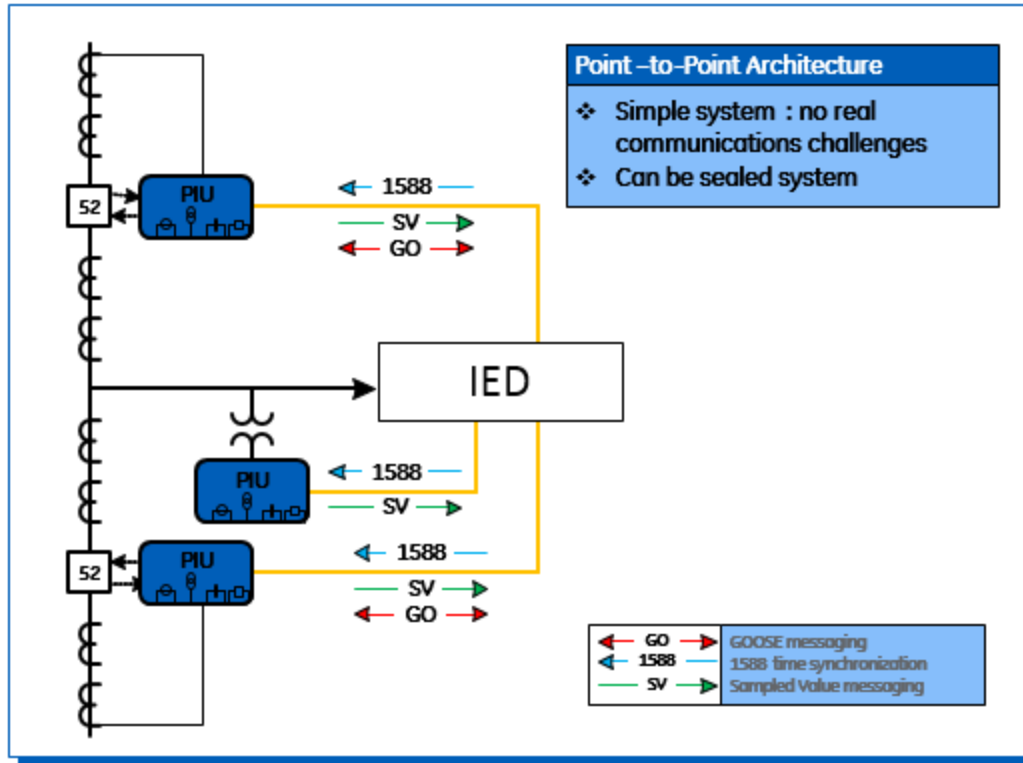 Point –to-Point Architecture
❖ Simple system : no real
communications challenges
❖ Can be sealed system
52
PIU
1588
SV
GO
IED
PIU
1588
SV
52
PIU
1588
SV
GO
GO GOOSE messaging
1588 1588 time synchronization
SV Sampled Value messaging